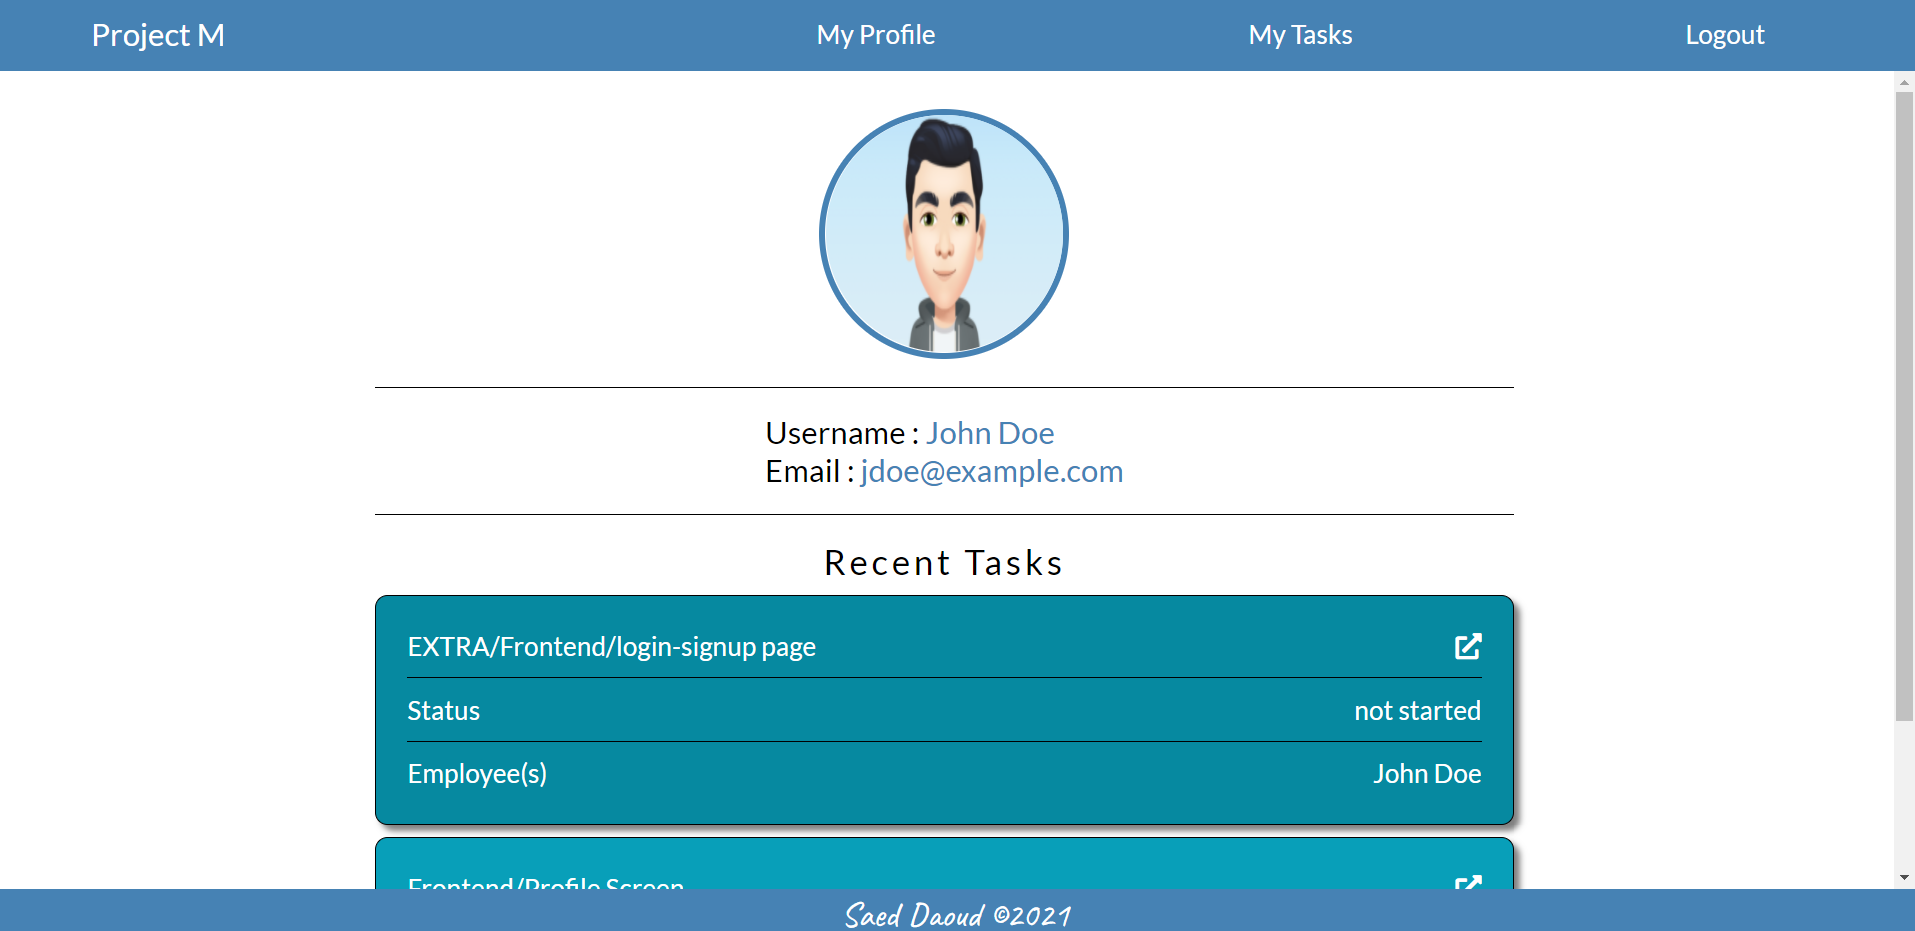 Project M My Profile My Tasks Logout
Username : John Doe
Email : jdoe@example.com
Recent Tasks
EXTRA/Frontend/login-signup page
Status not started
Employee(s) John Doe
Frontend/Profile Screen
Saed Daoud ©2021